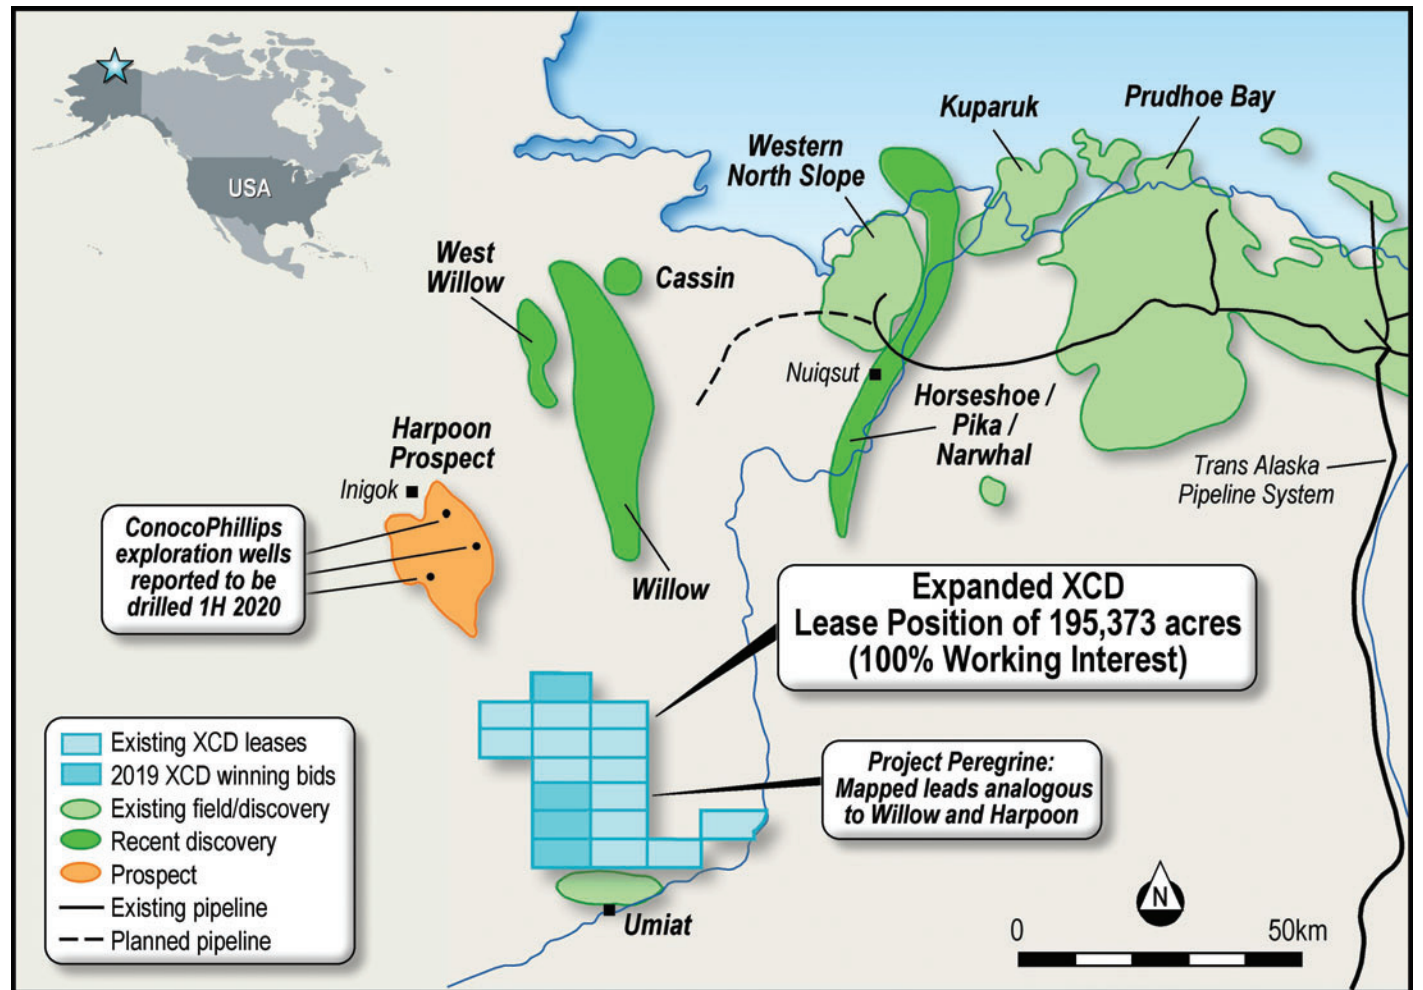 USA
Kuparuk
Prudhoe Bay
Western
North Slope
West
Willow
Cassin
Nuiqsut
Horseshoe /
Pika /
Narwhal
Harpoon
Prospect
Inigok
Trans Alaska
Pipeline System
ConocoPhillips
exploration wells
reported to be
drilled 1H 2020
Willow
Expanded XCD
Lease Position of 195,373 acres
(100% Working Interest)
Project Peregrine:
Mapped leads analogous
to Willow and Harpoon
Existing XCD leases
2019 XCD winning bids
Existing field/discovery
Recent discovery
Prospect
Existing pipeline
Planned pipeline
Umiat
N
0 50km